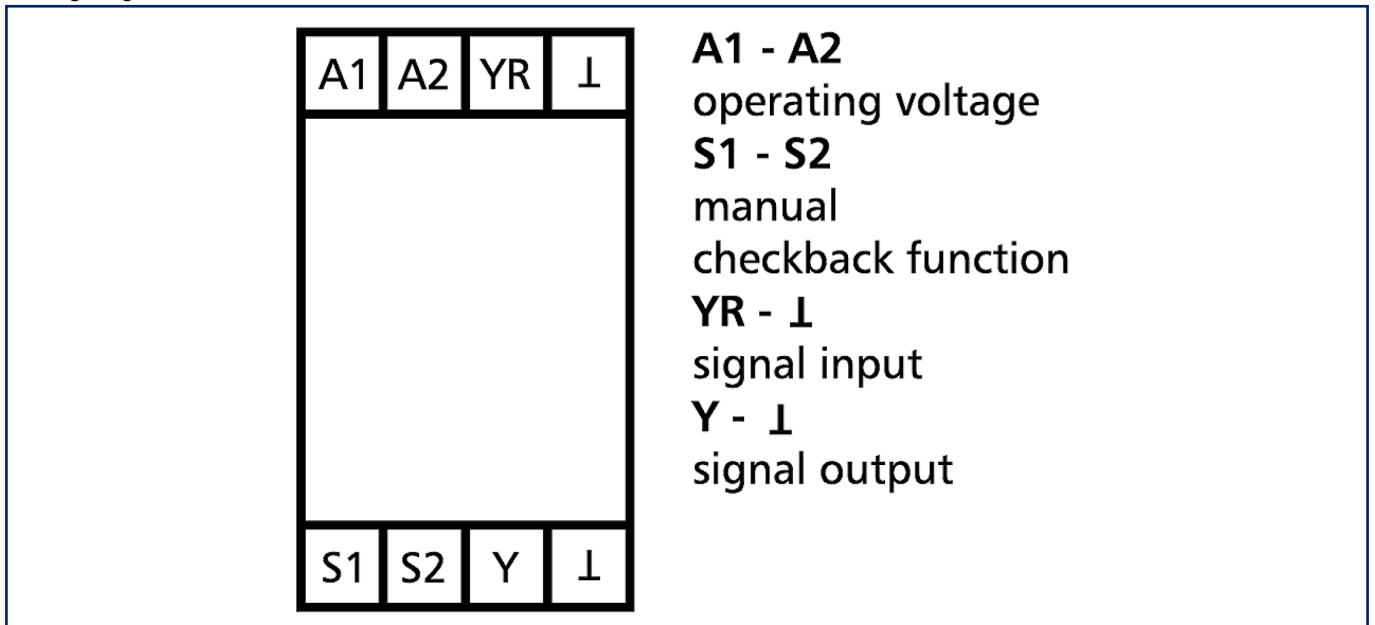 A1 A2 YR ⊥
A1 - A2
operating voltage
S1 - S2
manual
checkback function
YR - ⊥
signal input
Y - ⊥
signal output
S1 S2 Y ⊥